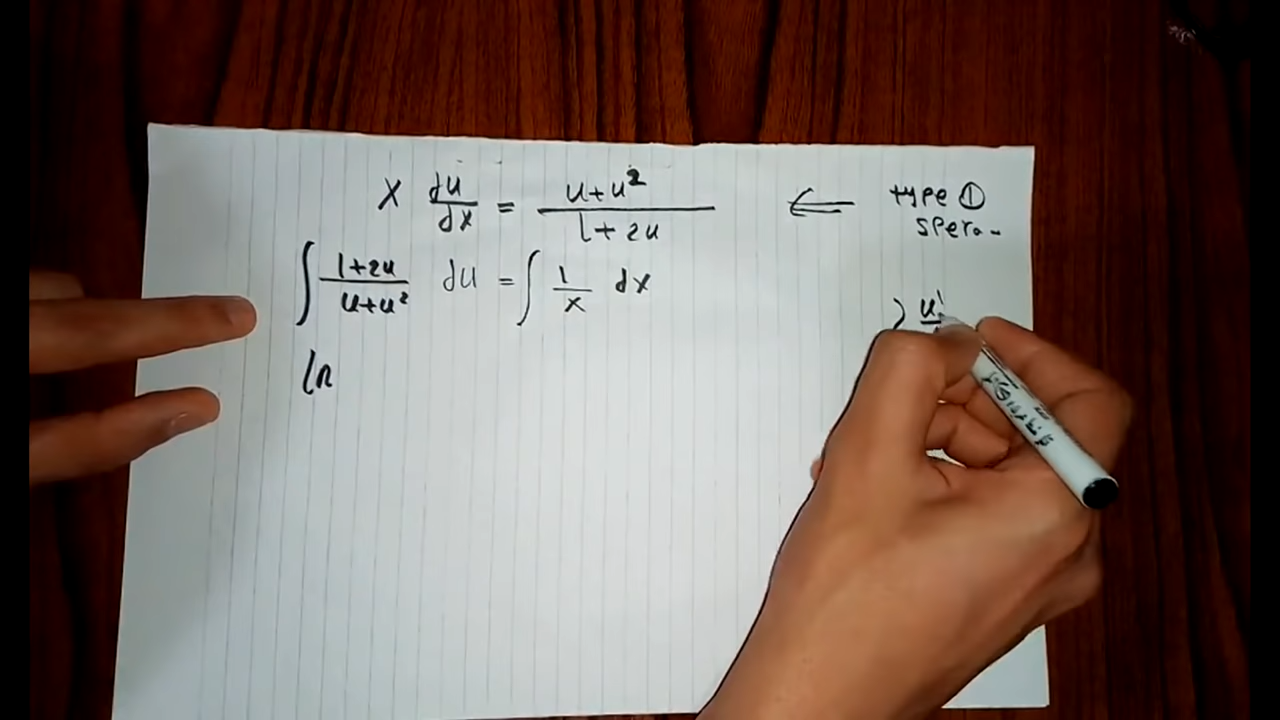 x du/dx = u+u²/1+2u ⇐ type ①
spera-
∫ 1+2u/u+u² du = ∫ 1/x dx
∫ u'
ln